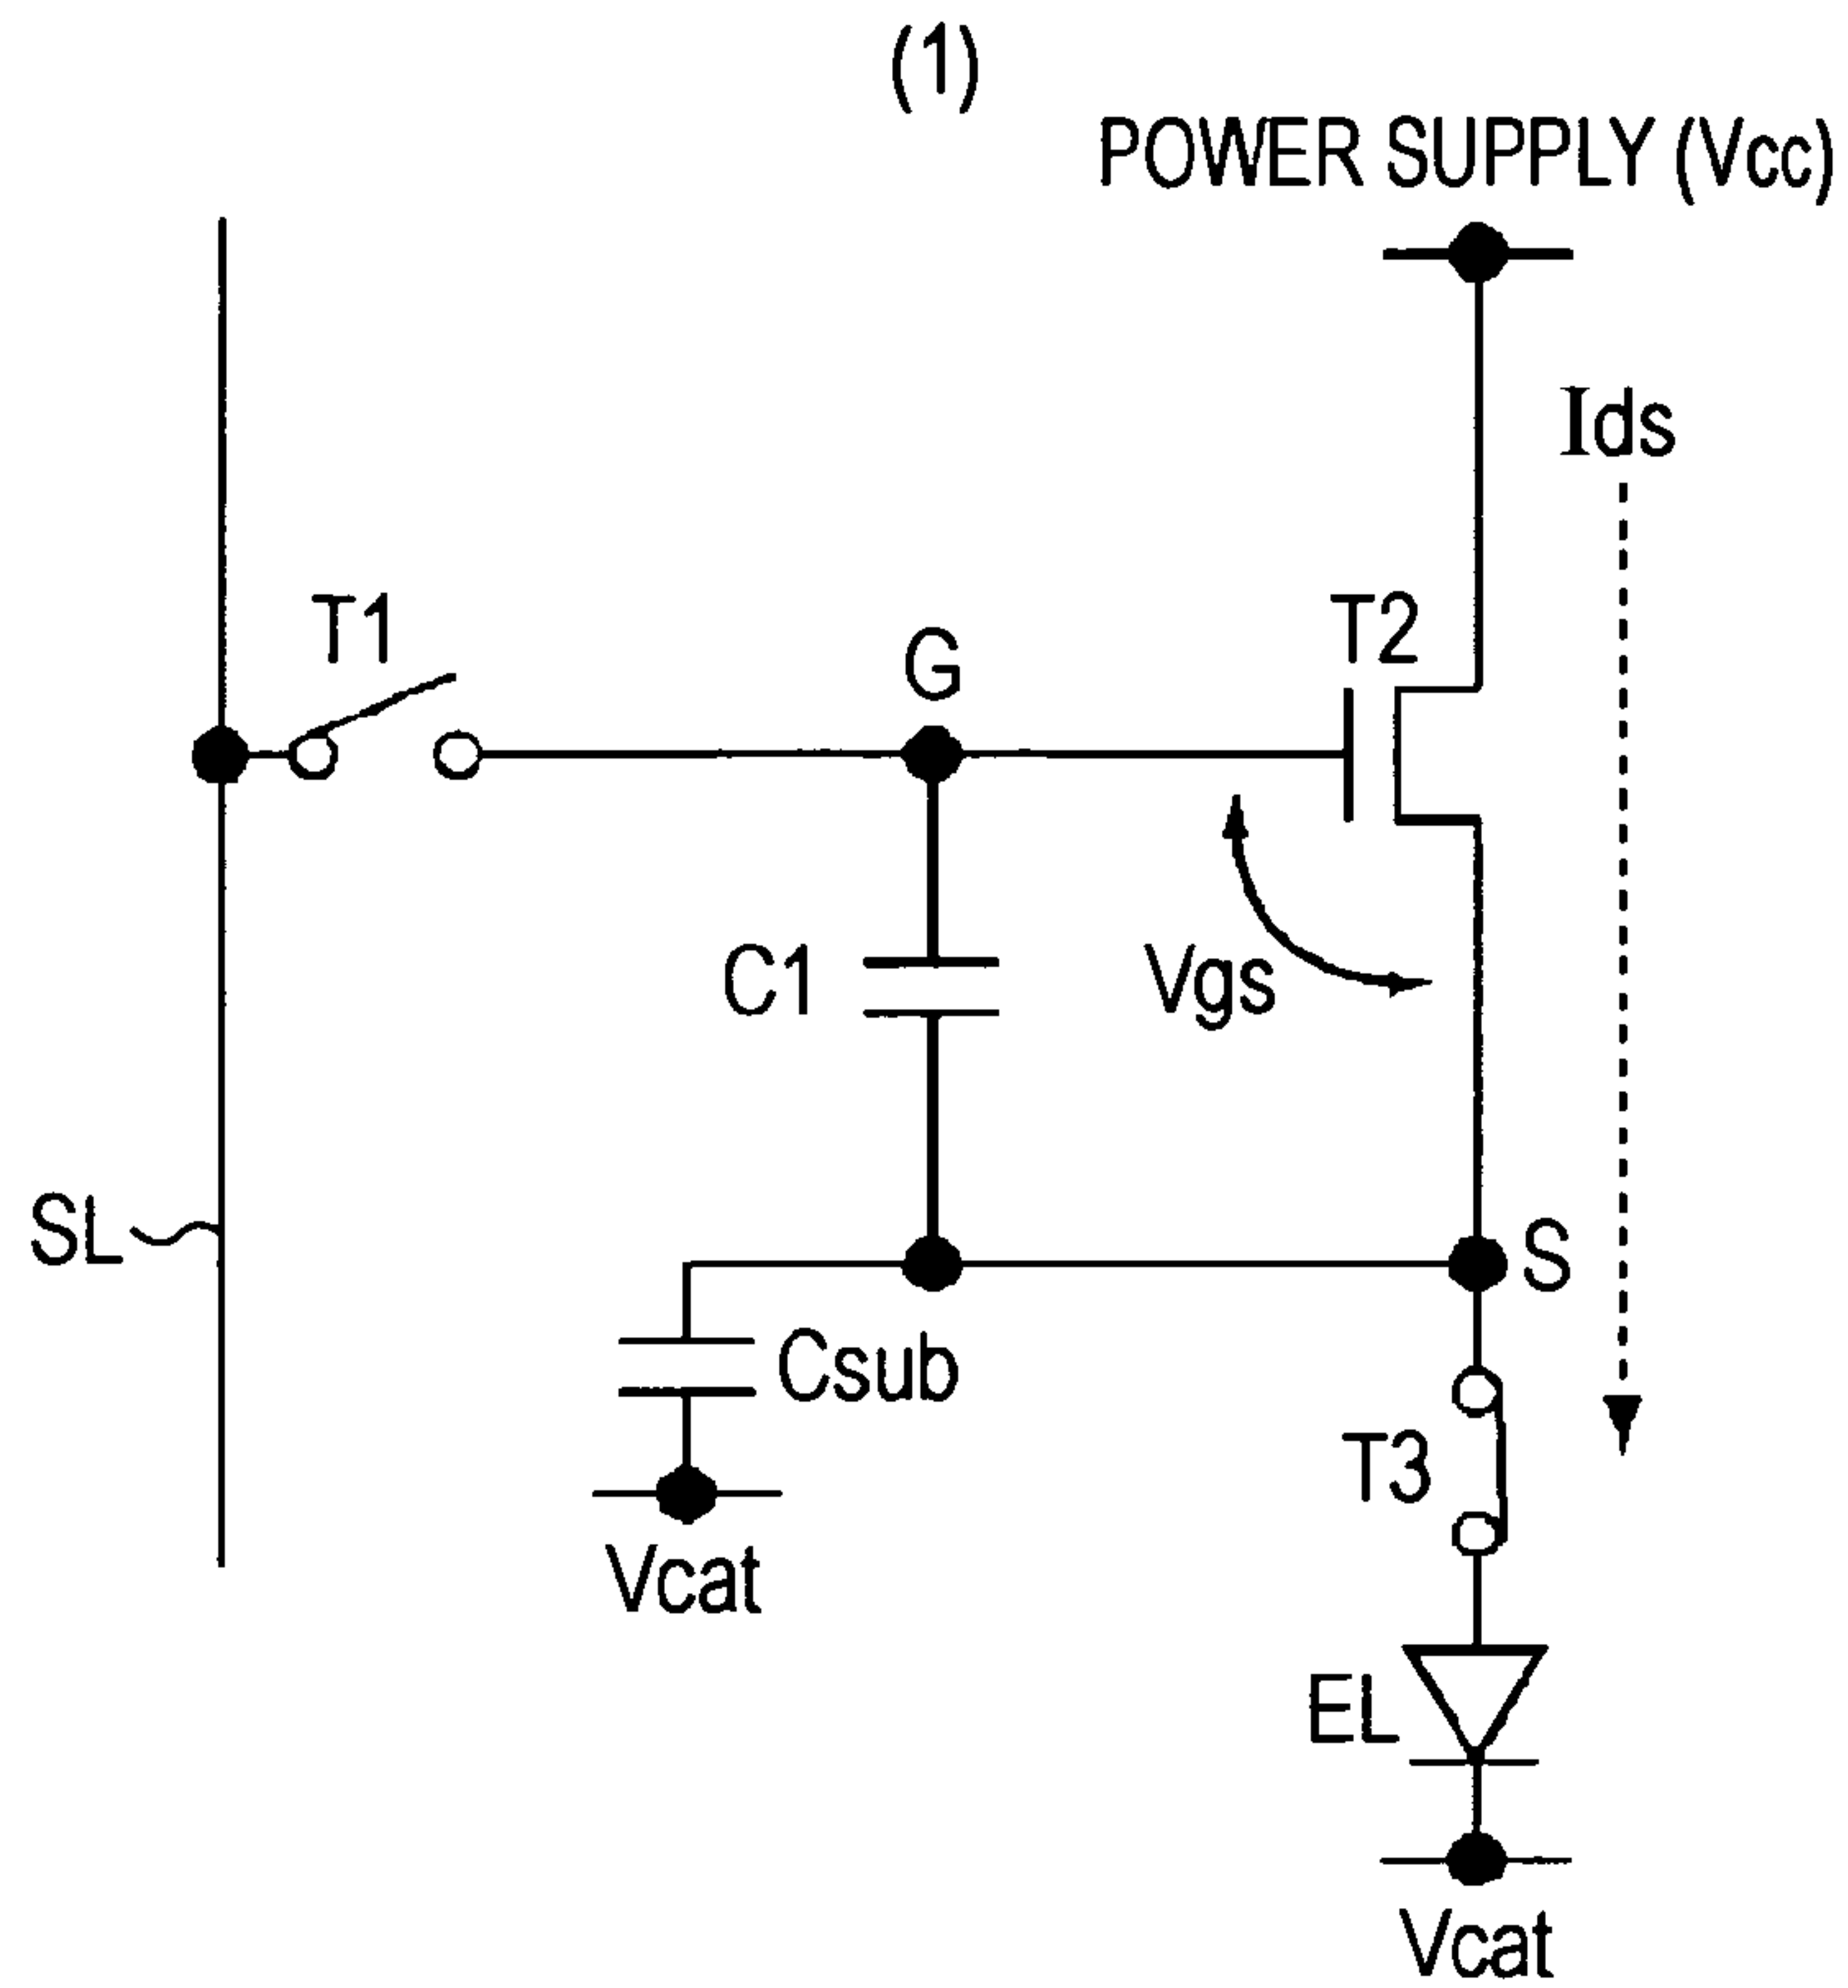 (1)
POWER SUPPLY (Vcc)
Ids
T1
G
T2
C1
Vgs
SL
S
Csub
T3
Vcat
EL
Vcat